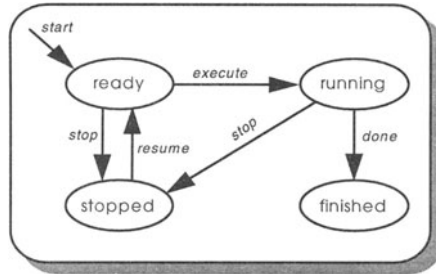 start
ready
execute
running
stop
resume
stop
done
stopped
finished